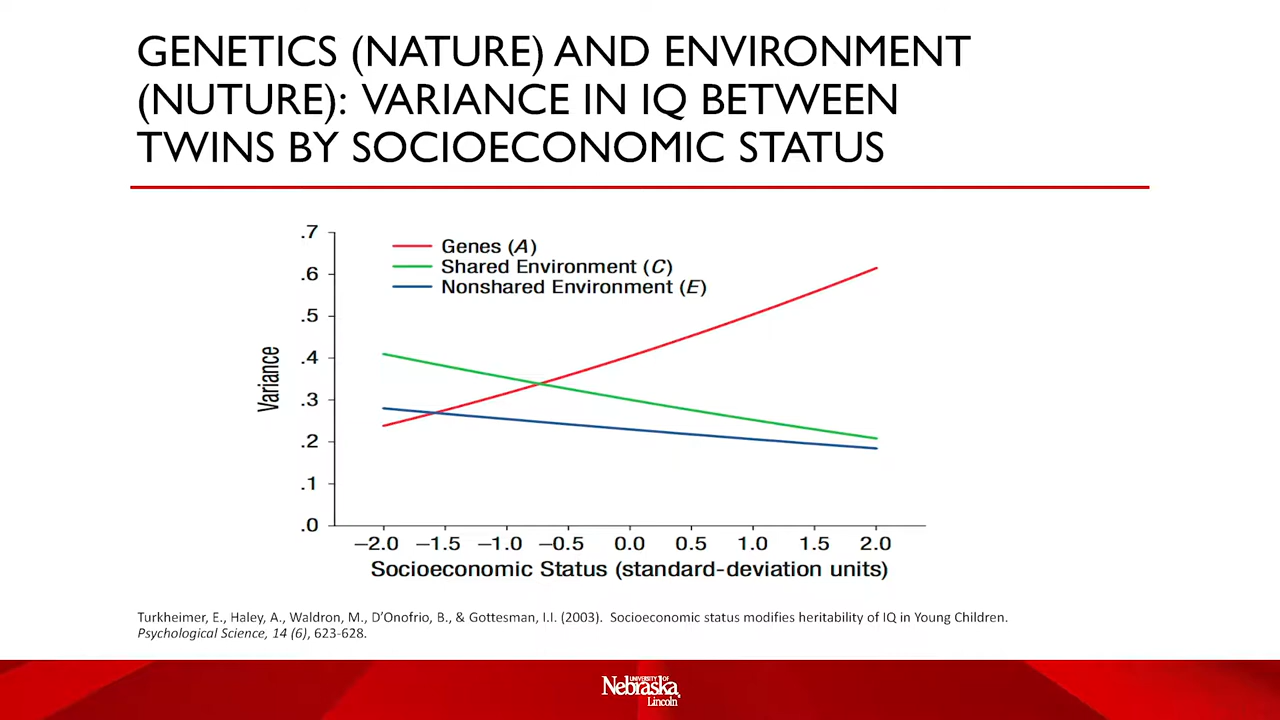 GENETICS (NATURE) AND ENVIRONMENT
(NUTURE): VARIANCE IN IQ BETWEEN
TWINS BY SOCIOECONOMIC STATUS
Genes (A)
Shared Environment (C)
Nonshared Environment (E)
Variance
.7
.6
.5
.4
.3
.2
.1
.0
−2.0 −1.5 −1.0 −0.5 0.0 0.5 1.0 1.5 2.0
Socioeconomic Status (standard-deviation units)
Turkheimer, E., Haley, A., Waldron, M., D'Onofrio, B., & Gottesman, I.I. (2003). Socioeconomic status modifies heritability of IQ in Young Children.
Psychological Science, 14 (6), 623-628.
UNIVERSITY OF
Nebraska
Lincoln